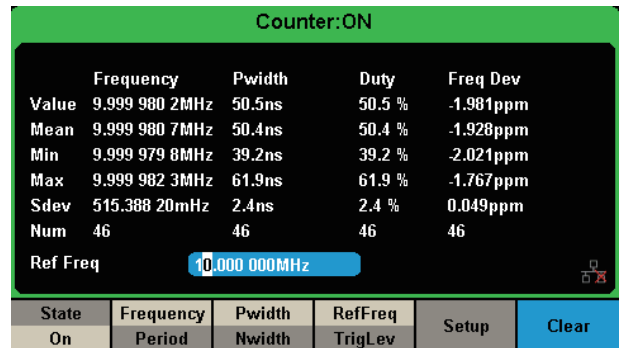 Counter:ON
Frequency Pwidth Duty Freq Dev
Value 9.999 980 2MHz 50.5ns 50.5 % -1.981ppm
Mean 9.999 980 7MHz 50.4ns 50.4 % -1.928ppm
Min 9.999 979 8MHz 39.2ns 39.2 % -2.021ppm
Max 9.999 982 3MHz 61.9ns 61.9 % -1.767ppm
Sdev 515.388 20mHz 2.4ns 2.4 % 0.049ppm
Num 46 46 46 46
Ref Freq 10.000 000MHz
State Frequency Pwidth RefFreq Setup Clear
On Period Nwidth TrigLev